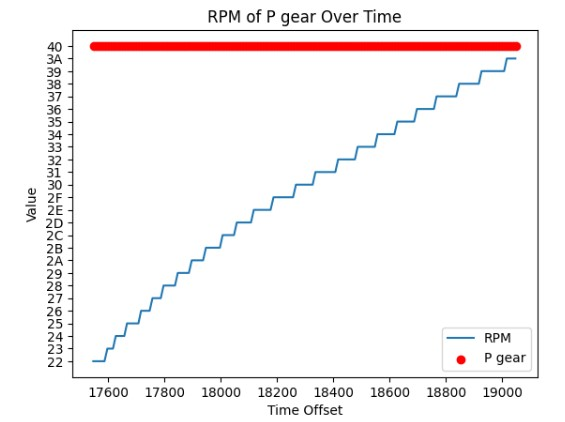 RPM of P gear Over Time
Value
40
3A
39
38
37
36
35
34
33
32
31
30
2F
2E
2D
2C
2B
2A
29
28
27
26
25
24
23
22
RPM
P gear
17600 17800 18000 18200 18400 18600 18800 19000
Time Offset